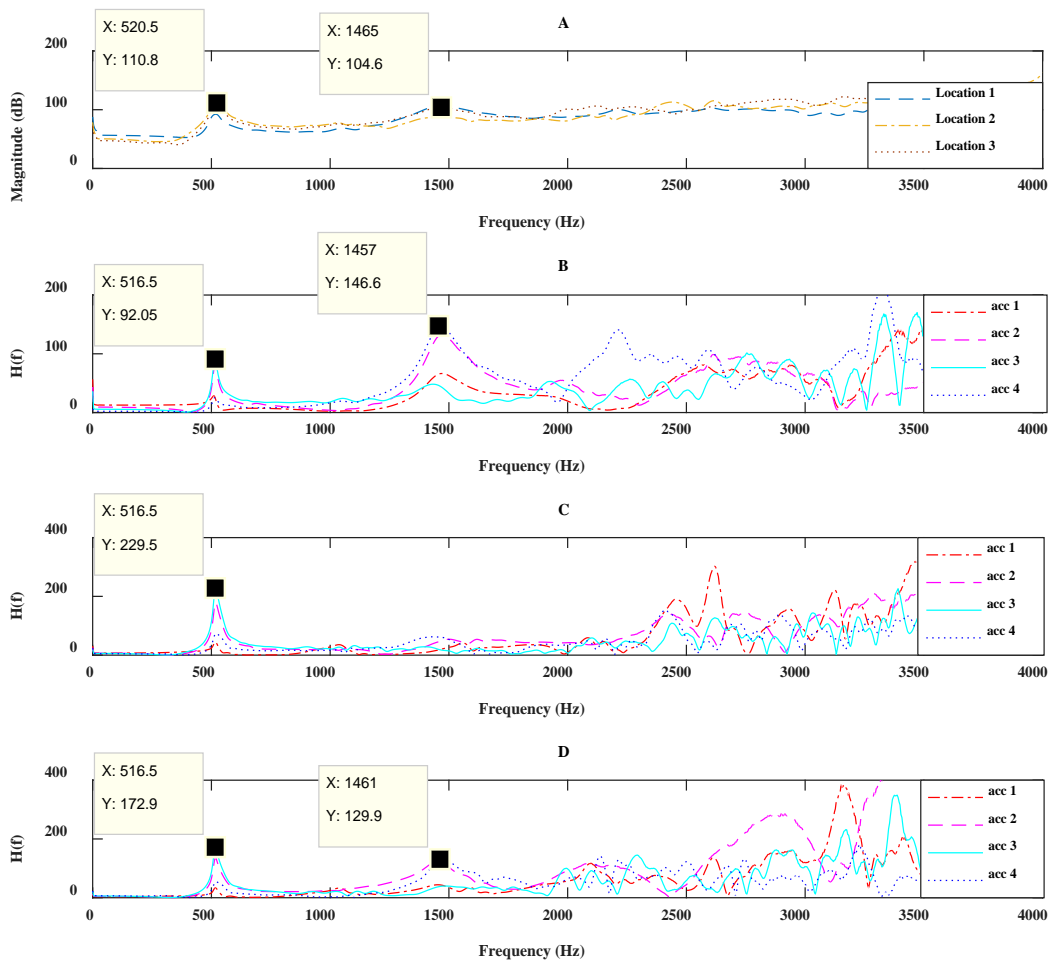 A
X: 520.5
Y: 110.8
X: 1465
Y: 104.6
Magnitude (dB)
200
100
0
Location 1
Location 2
Location 3
0 500 1000 1500 2000 2500 3000 3500 4000
Frequency (Hz)
B
X: 516.5
Y: 92.05
X: 1457
Y: 146.6
H(f)
200
100
0
acc 1
acc 2
acc 3
acc 4
0 500 1000 1500 2000 2500 3000 3500 4000
Frequency (Hz)
C
X: 516.5
Y: 229.5
H(f)
400
200
0
acc 1
acc 2
acc 3
acc 4
0 500 1000 1500 2000 2500 3000 3500 4000
Frequency (Hz)
D
X: 516.5
Y: 172.9
X: 1461
Y: 129.9
H(f)
400
200
0
acc 1
acc 2
acc 3
acc 4
0 500 1000 1500 2000 2500 3000 3500 4000
Frequency (Hz)